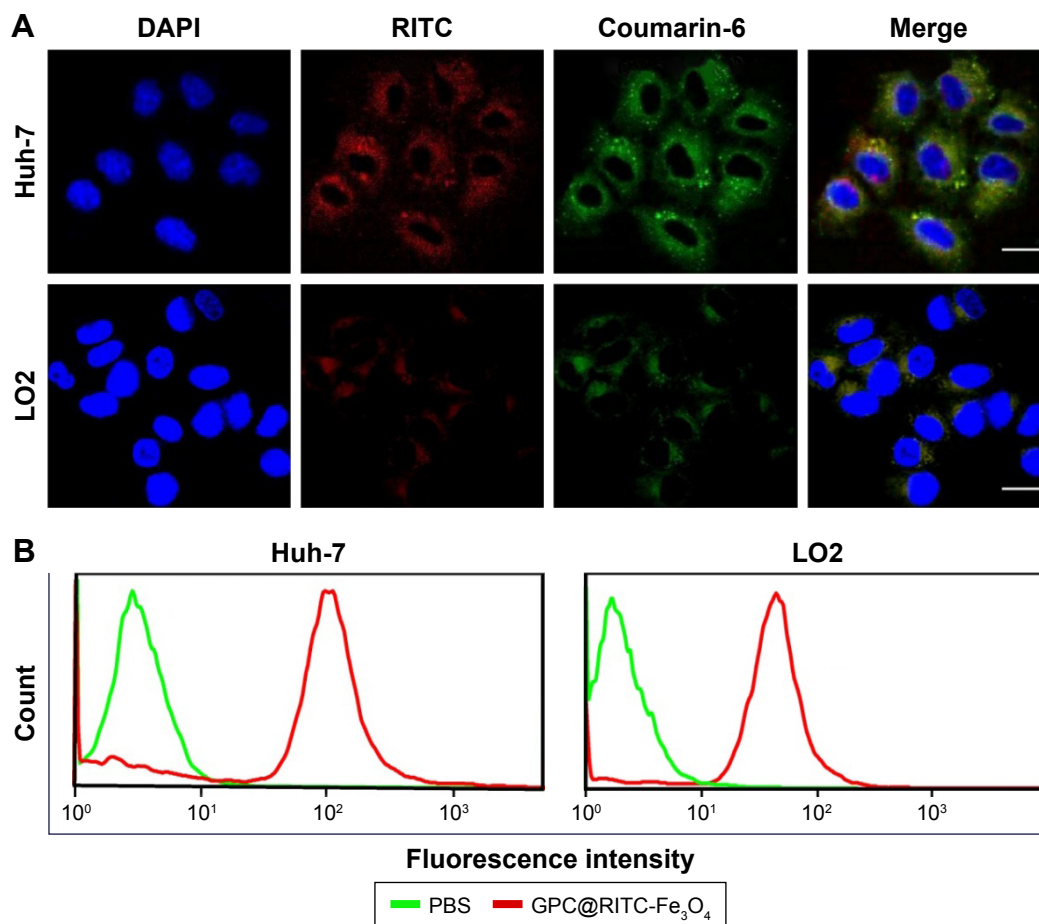 A
DAPI RITC Coumarin-6 Merge
Huh-7
LO2
B
Huh-7 LO2
Count
10⁰ 10¹ 10² 10³ 10⁰ 10¹ 10² 10³
Fluorescence intensity
PBS GPC@RITC-Fe₃O₄